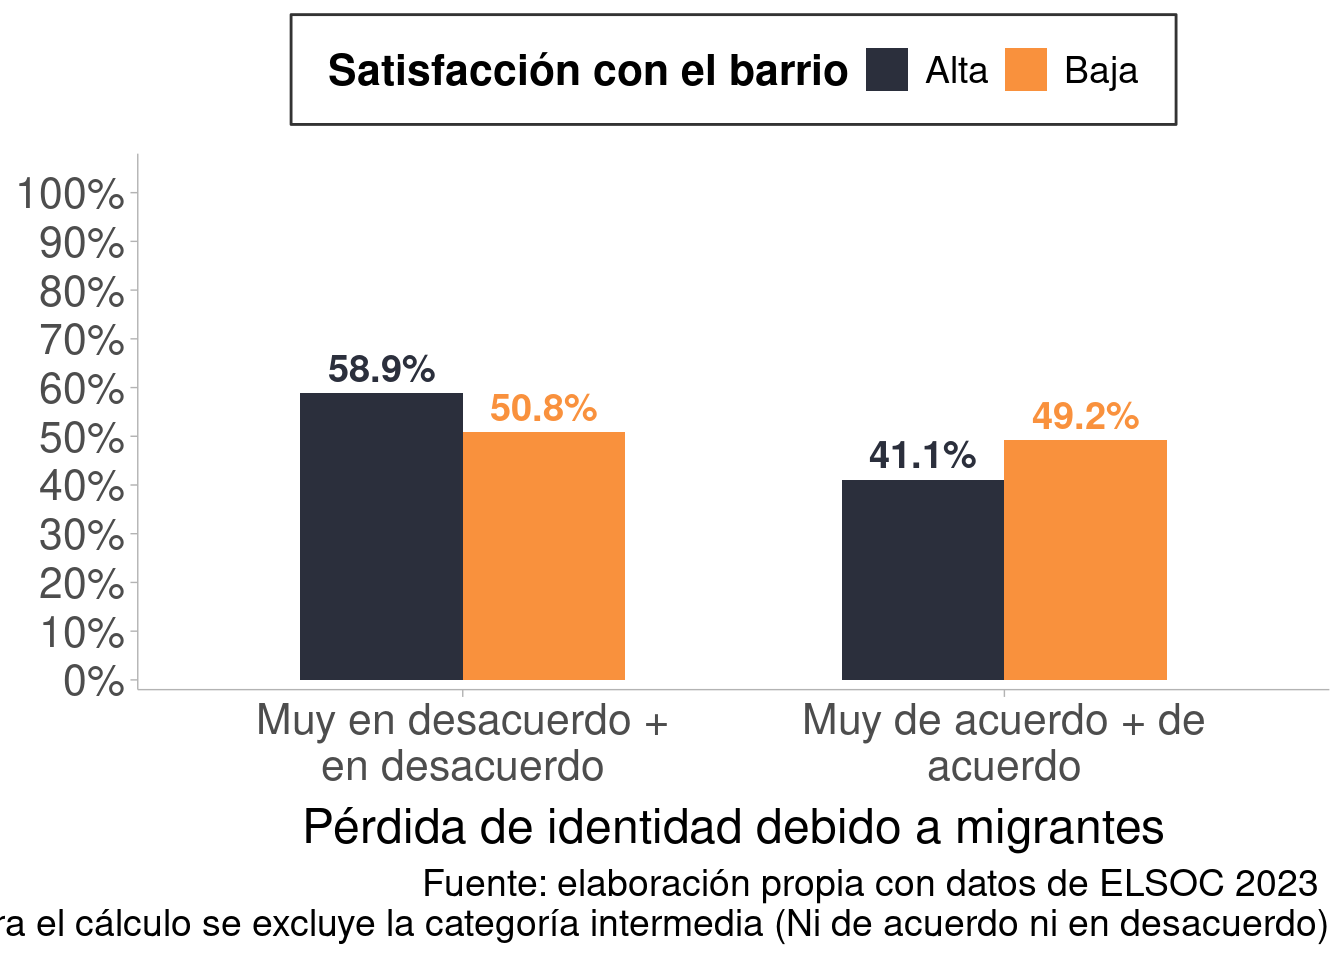 Satisfacción con el barrio Alta Baja
100%
90%
80%
70%
60%
50%
40%
30%
20%
10%
0%
58.9%
50.8%
41.1%
49.2%
Muy en desacuerdo +
en desacuerdo
Muy de acuerdo + de
acuerdo
Pérdida de identidad debido a migrantes
Fuente: elaboración propia con datos de ELSOC 2023
el cálculo se excluye la categoría intermedia (Ni de acuerdo ni en desacuerdo)